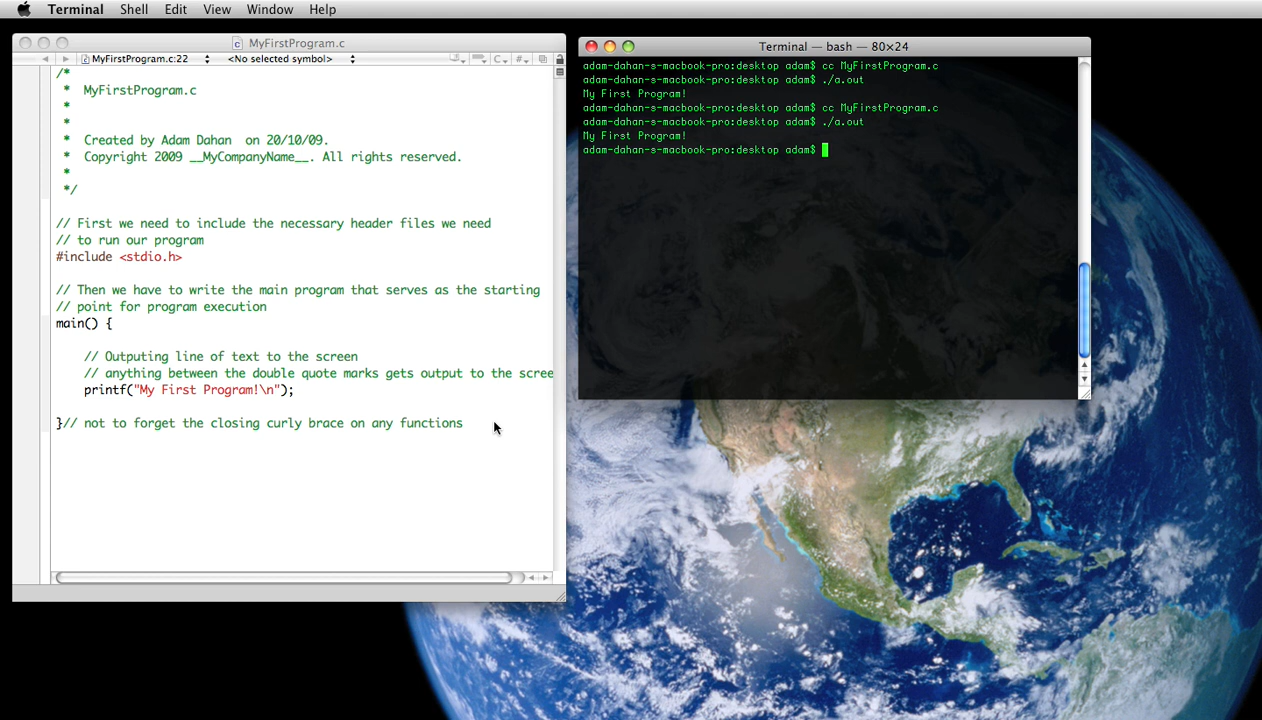 Terminal Shell Edit View Window Help
MyFirstProgram.c
MyFirstProgram.c:22 <No selected symbol> C #
/*
* MyFirstProgram.c
*
*
* Created by Adam Dahan on 20/10/09.
* Copyright 2009 __MyCompanyName__. All rights reserved.
*
*/
// First we need to include the necessary header files we need
// to run our program
#include <stdio.h>
// Then we have to write the main program that serves as the starting
// point for program execution
main() {
// Outputing line of text to the screen
// anything between the double quote marks gets output to the scree
printf("My First Program!\n");
}// not to forget the closing curly brace on any functions
Terminal — bash — 80×24
adam-dahan-s-macbook-pro:desktop adam$ cc MyFirstProgram.c
adam-dahan-s-macbook-pro:desktop adam$ ./a.out
My First Program!
adam-dahan-s-macbook-pro:desktop adam$ cc MyFirstProgram.c
adam-dahan-s-macbook-pro:desktop adam$ ./a.out
My First Program!
adam-dahan-s-macbook-pro:desktop adam$